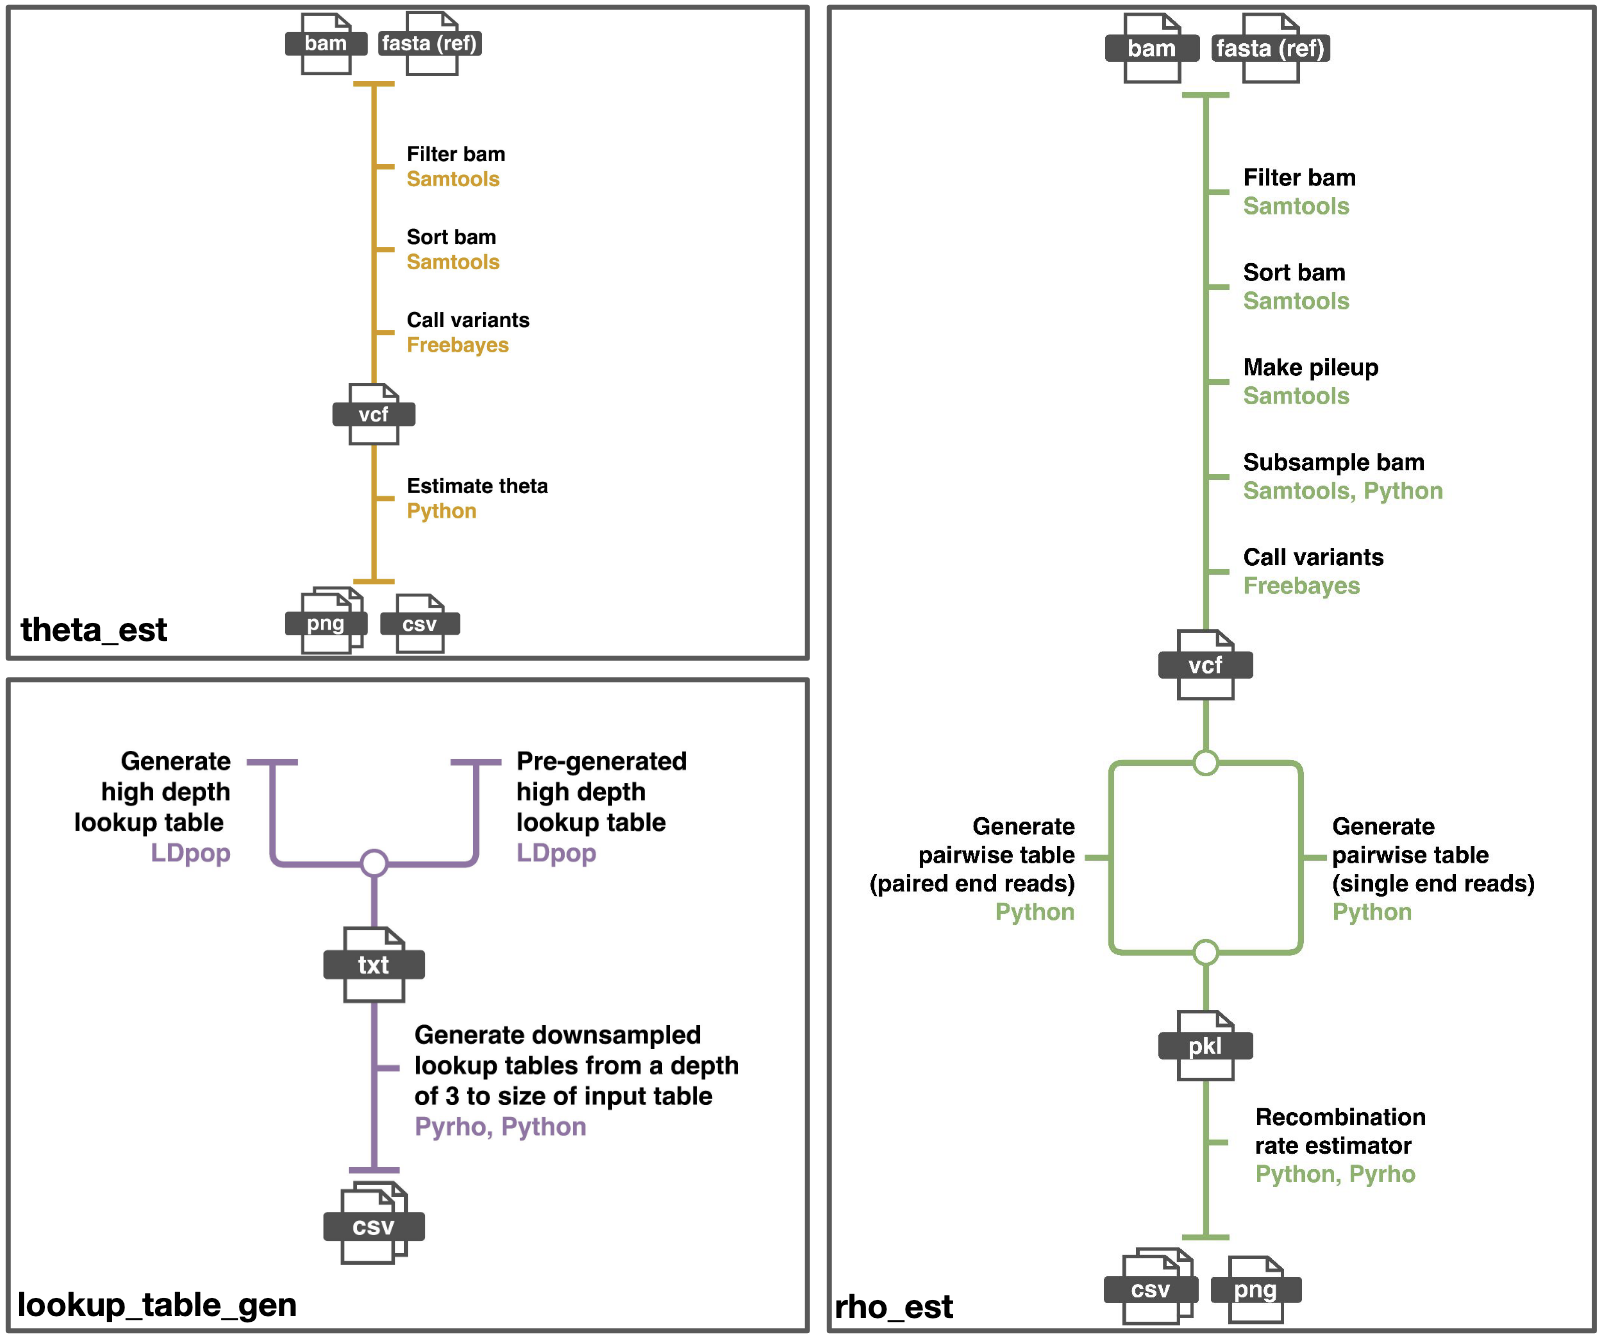 bam
fasta (ref)
Filter bam
Samtools
Sort bam
Samtools
Call variants
Freebayes
vcf
Estimate theta
Python
png
csv
theta_est
Generate
high depth
lookup table
LDpop
Pre-generated
high depth
lookup table
LDpop
txt
Generate downsampled
lookup tables from a depth
of 3 to size of input table
Pyrho, Python
csv
lookup_table_gen
bam
fasta (ref)
Filter bam
Samtools
Sort bam
Samtools
Make pileup
Samtools
Subsample bam
Samtools, Python
Call variants
Freebayes
vcf
Generate
pairwise table
(paired end reads)
Python
Generate
pairwise table
(single end reads)
Python
pkl
Recombination
rate estimator
Python, Pyrho
csv
png
rho_est